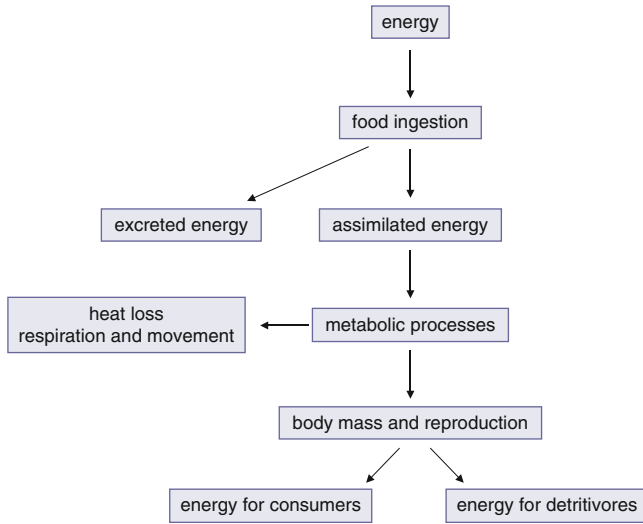 energy
food ingestion
excreted energy
assimilated energy
heat loss
respiration and movement
metabolic processes
body mass and reproduction
energy for consumers
energy for detritivores